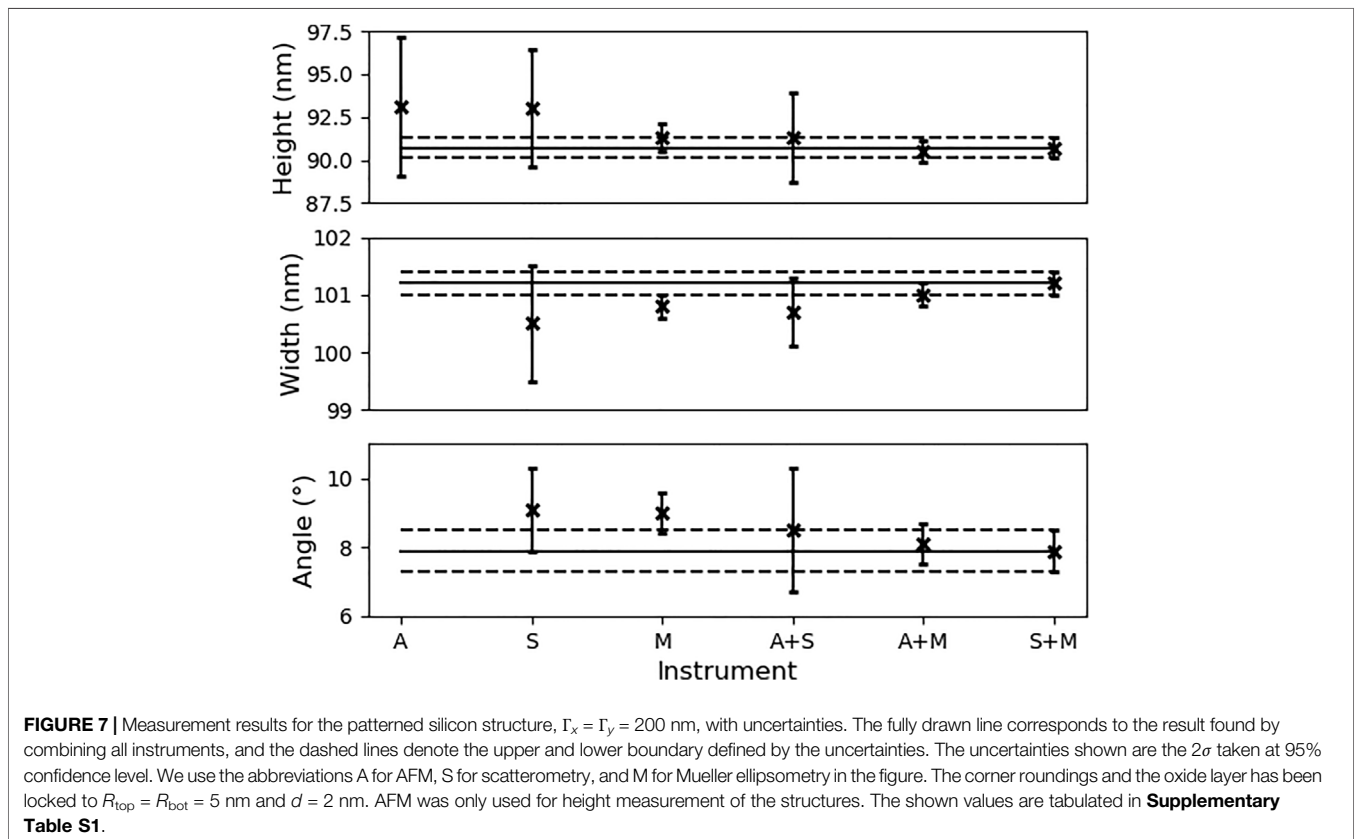 97.5
95.0
92.5
90.0
87.5
Height (nm)
102
101
100
99
Width (nm)
10
8
6
Angle (°)
A S M A+S A+M S+M
Instrument
FIGURE 7 | Measurement results for the patterned silicon structure, Γx = Γy = 200 nm, with uncertainties. The fully drawn line corresponds to the result found by
combining all instruments, and the dashed lines denote the upper and lower boundary defined by the uncertainties. The uncertainties shown are the 2σ taken at 95%
confidence level. We use the abbreviations A for AFM, S for scatterometry, and M for Mueller ellipsometry in the figure. The corner roundings and the oxide layer has been
locked to Rtop = Rbot = 5 nm and d = 2 nm. AFM was only used for height measurement of the structures. The shown values are tabulated in Supplementary
Table S1.